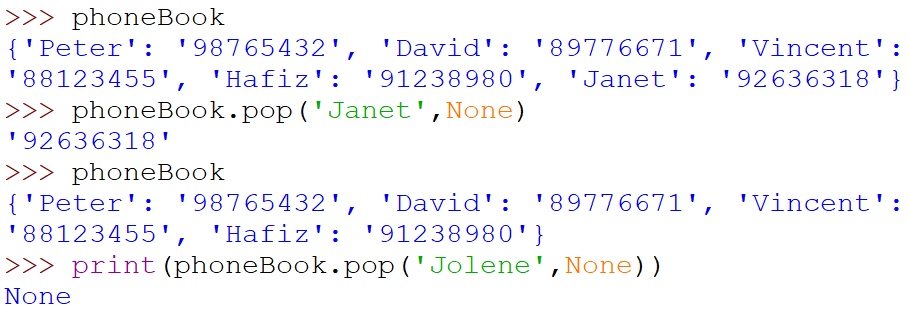 >>> phoneBook
{'Peter': '98765432', 'David': '89776671', 'Vincent':
'88123455', 'Hafiz': '91238980', 'Janet': '92636318'}
>>> phoneBook.pop('Janet',None)
'92636318'
>>> phoneBook
{'Peter': '98765432', 'David': '89776671', 'Vincent':
'88123455', 'Hafiz': '91238980'}
>>> print(phoneBook.pop('Jolene',None))
None